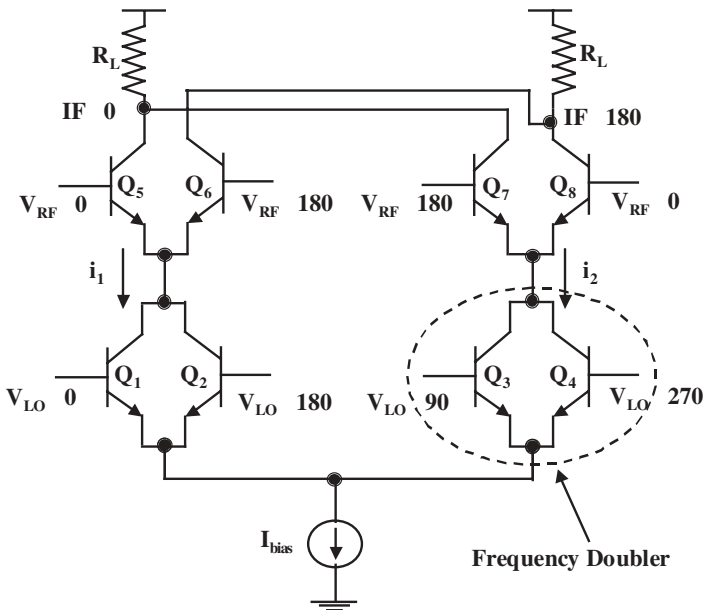 R_L
R_L
IF 0
IF 180
Q_5
Q_6
Q_7
Q_8
V_RF 0
V_RF 180
V_RF 180
V_RF 0
i_1
i_2
Q_1
Q_2
Q_3
Q_4
V_LO 0
V_LO 180
V_LO 90
V_LO 270
I_bias
Frequency Doubler